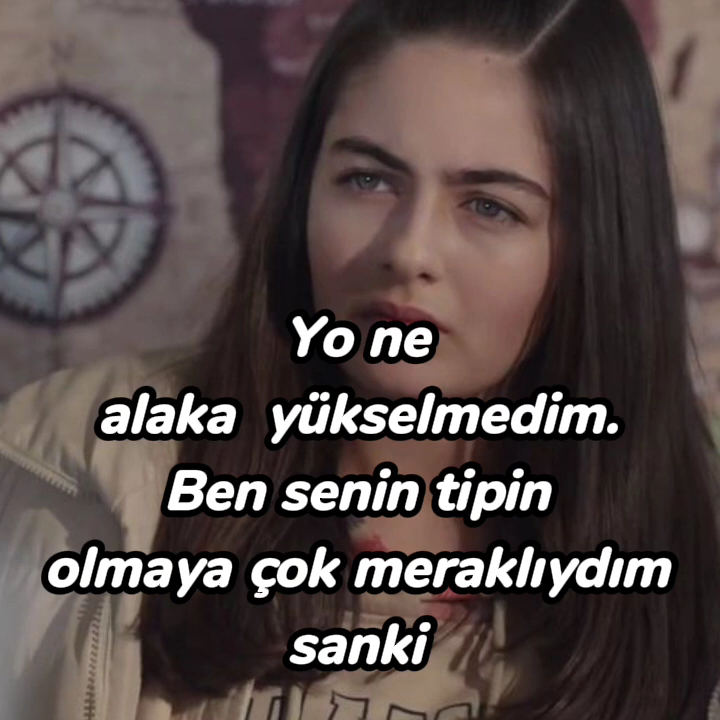 Yo ne
alaka yükselmedim.
Ben senin tipin
olmaya çok meraklıydım
sanki